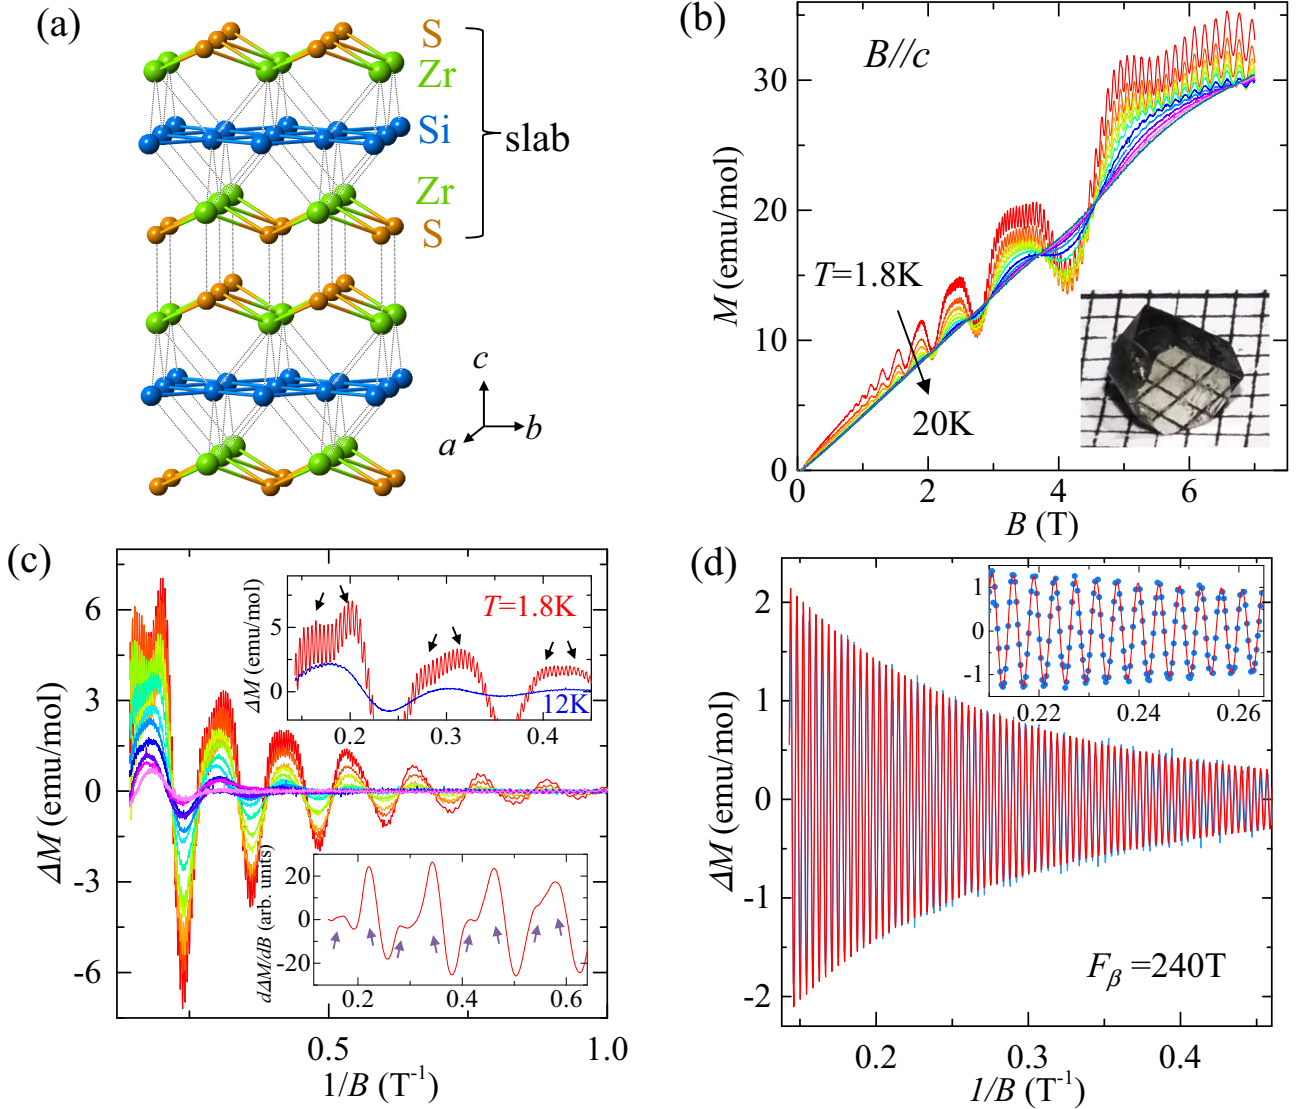 (a)
S
Zr
Si
slab
Zr
S
c
a
b
(b)
B//c
M (emu/mol)
30
20
10
0
T=1.8K
20K
0
2
4
6
B (T)
(c)
ΔM (emu/mol)
6
3
0
-3
-6
0.5
1.0
1/B (T⁻¹)
ΔM (emu/mol)
5
0
T=1.8K
12K
0.2
0.3
0.4
dΔM/dB (arb. units)
20
0
-20
0.2
0.4
0.6
(d)
ΔM (emu/mol)
2
1
0
-1
-2
1
0
-1
0.22
0.24
0.26
F_β =240T
0.2
0.3
0.4
1/B (T⁻¹)